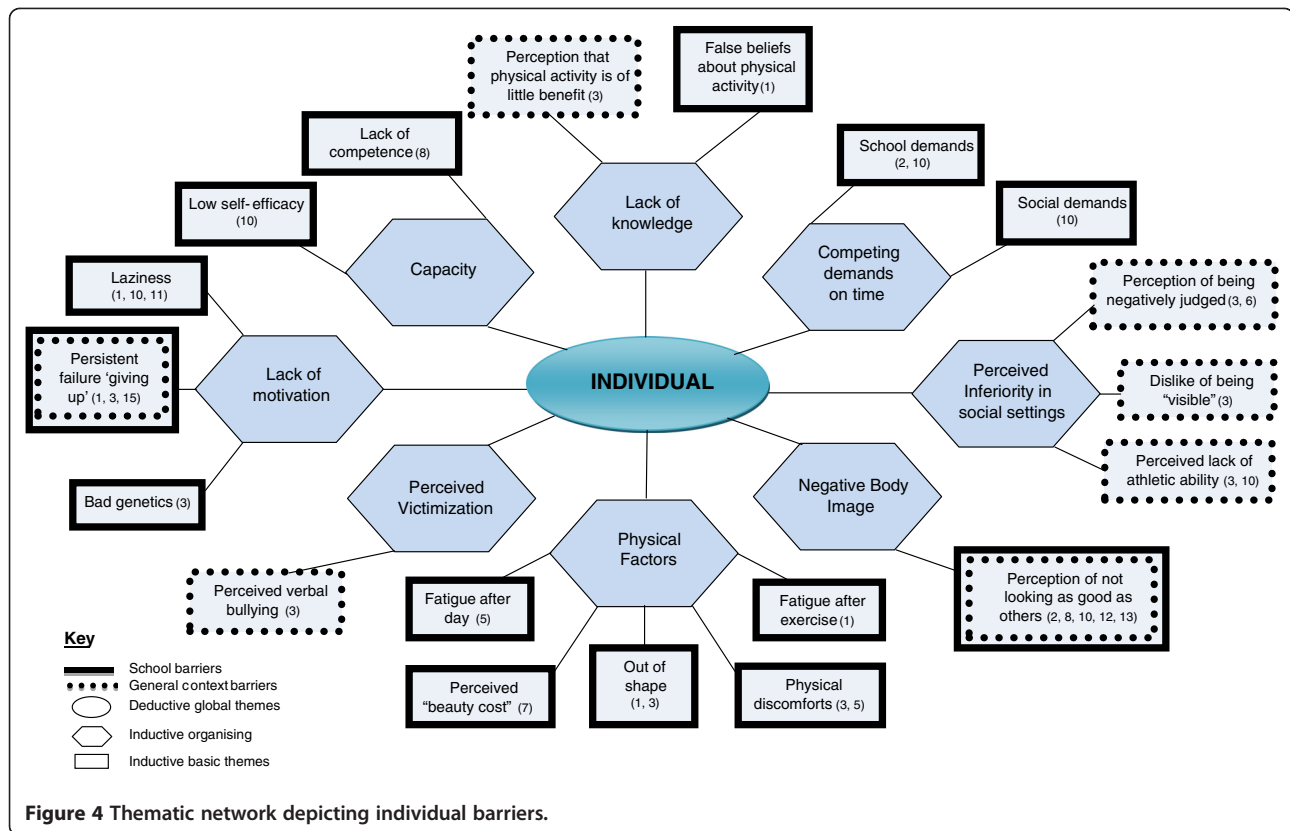 Perception that
physical activity is of
little benefit (3)
False beliefs
about physical
activity (1)
Lack of
competence (8)
School demands
(2, 10)
Low self- efficacy
(10)
Lack of
knowledge
Social demands
(10)
Capacity
Competing
demands
on time
Laziness
(1, 10, 11)
Perception of being
negatively judged (3, 6)
Persistent
failure ‘giving
up’ (1, 3, 15)
Lack of
motivation
INDIVIDUAL
Perceived
Inferiority in
social settings
Dislike of being
“visible” (3)
Bad genetics (3)
Perceived
Victimization
Negative Body
Image
Perceived lack of
athletic ability (3, 10)
Physical
Factors
Perceived verbal
bullying (3)
Fatigue after
day (5)
Fatigue after
exercise (1)
Perception of not
looking as good as
others (2, 8, 10, 12, 13)
Perceived
“beauty cost” (7)
Out of
shape
(1, 3)
Physical
discomforts (3, 5)
Key
School barriers
General context barriers
Deductive global themes
Inductive organising
Inductive basic themes
Figure 4 Thematic network depicting individual barriers.